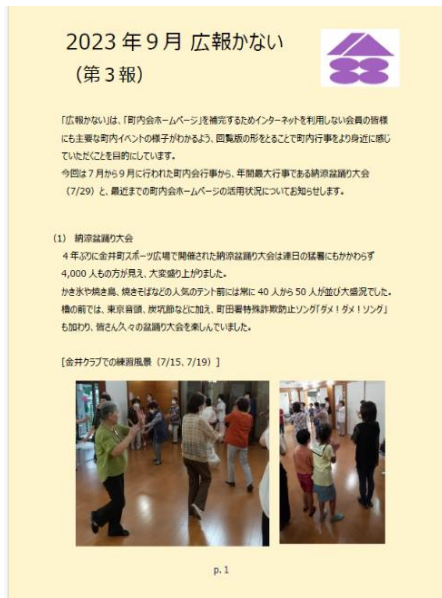 2023年9月 広報かない
(第3報)
「広報かない」は、「町内会ホームページ」を補完するためインターネットを利用しない会員の皆様
にも主要な町内イベントの様子がわかるよう、回覧版の形をとることで町内行事をより身近に感じ
ていただくことを目的にしています。
今回は7月から9月に行われた町内会行事から、年間最大行事である納涼盆踊り大会
(7/29)と、最近までの町内会ホームページの活用状況についてお知らせします。
(1) 納涼盆踊り大会
4年ぶりに金井町スポーツ広場で開催された納涼盆踊り大会は連日の猛暑にもかかわらず
4,000人もの方が見え、大変盛り上がりました。
かき氷や焼き鳥、焼きそばなどの人気のテント前には常に40人から50人が並び大盛況でした。
櫓の前では、東京音頭、炭坑節などに加え、町田署特殊詐欺防止ソング「ダメ!ダメ!ソング」
も加わり、皆さん久々の盆踊り大会を楽しんでいました。
[金井クラブでの練習風景(7/15、7/19)]
p. 1